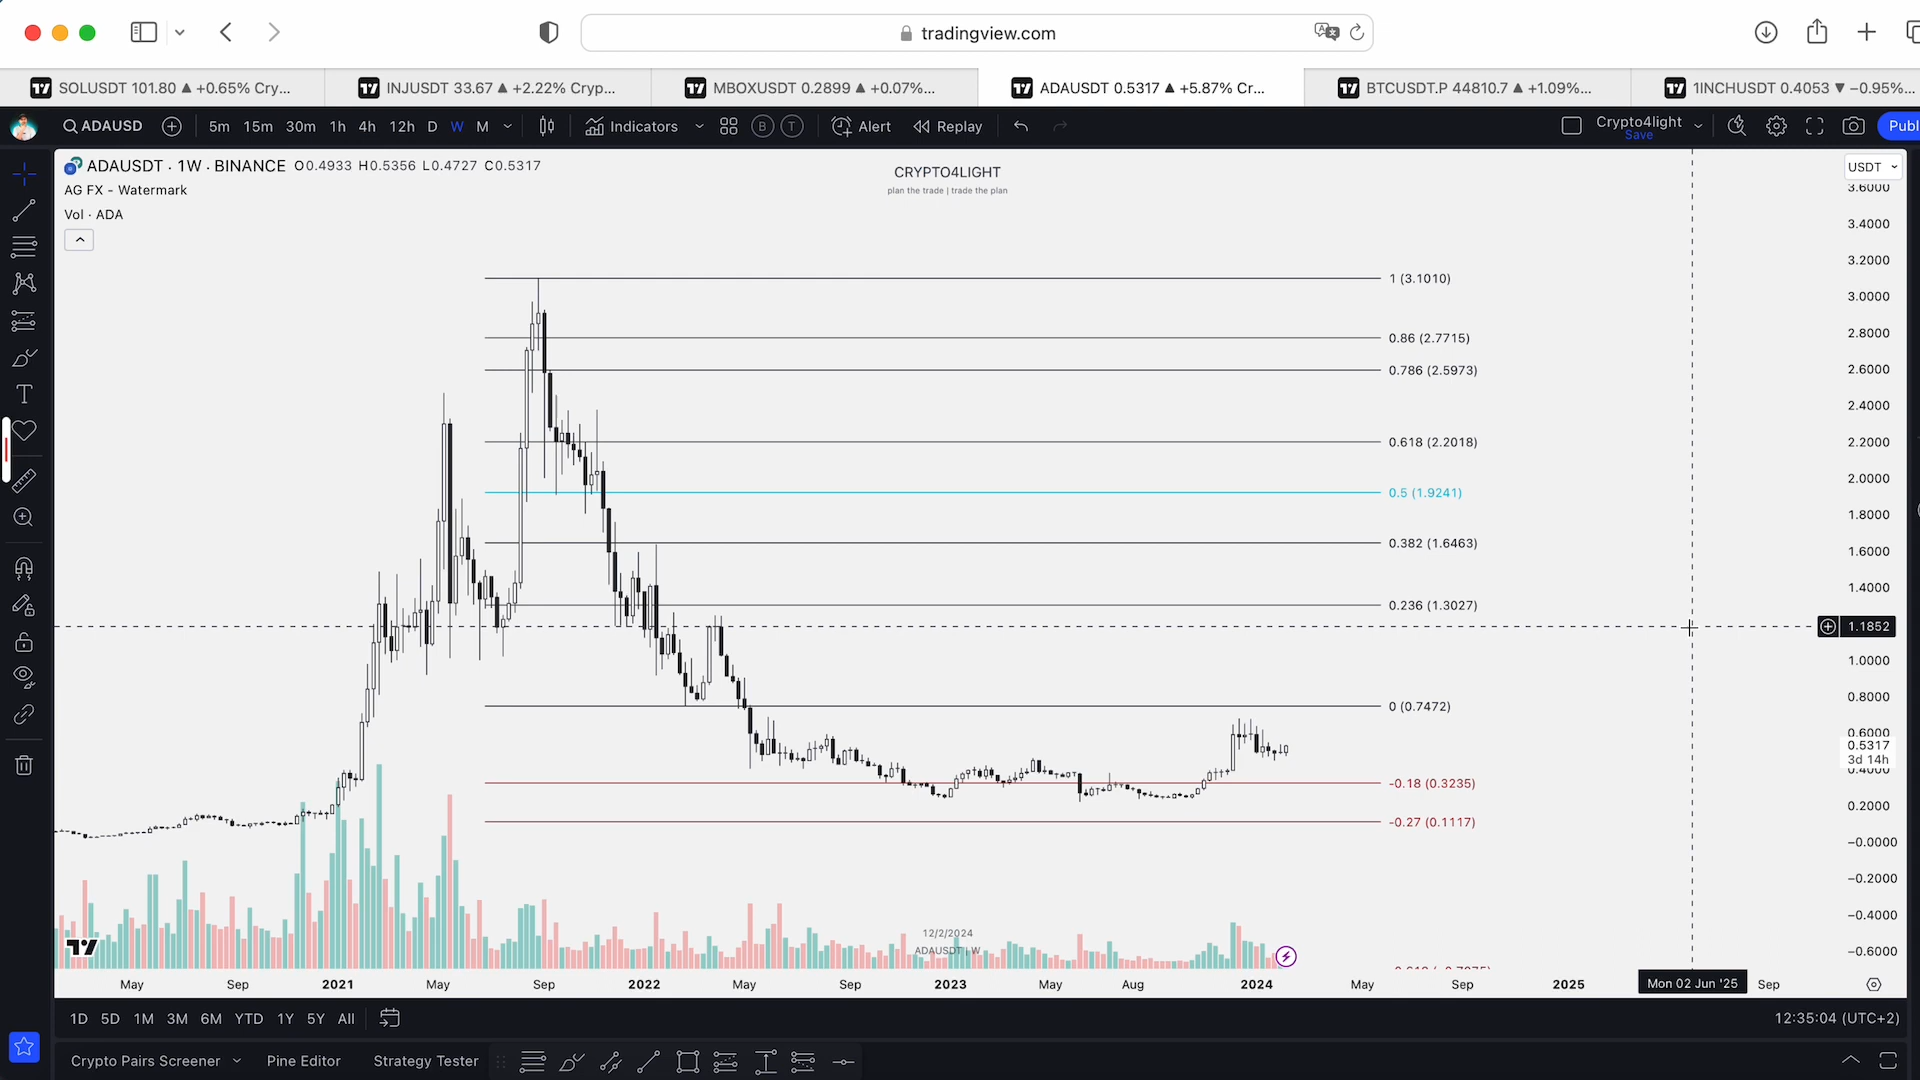 tradingview.com
SOLUSDT 101.80 ▲ +0.65% Cry...
INJUSDT 33.67 ▲ +2.22% Cryp...
MBOXUSDT 0.2899 ▲ +0.07%...
ADAUSDT 0.5317 ▲ +5.87% Cr...
BTCUSDT.P 44810.7 ▲ +1.09%...
1INCHUSDT 0.4053 ▼ −0.95%...
ADAUSD
5m 15m 30m 1h 4h 12h D W M
Indicators
B T
Alert
Replay
Crypto4light
Save
Publ
ADAUSDT · 1W · BINANCE O0.4933 H0.5356 L0.4727 C0.5317
AG FX - Watermark
Vol · ADA
CRYPTO4LIGHT
plan the trade | trade the plan
USDT
3.6000
3.4000
3.2000
3.0000
2.8000
2.6000
2.4000
2.2000
2.0000
1.8000
1.6000
1.4000
1.1852
1.0000
0.8000
0.6000
0.5317
3d 14h
0.4000
0.2000
−0.0000
−0.2000
−0.4000
−0.6000
1 (3.1010)
0.86 (2.7715)
0.786 (2.5973)
0.618 (2.2018)
0.5 (1.9241)
0.382 (1.6463)
0.236 (1.3027)
0 (0.7472)
-0.18 (0.3235)
-0.27 (0.1117)
12/2/2024
ADAUSDT | W
May Sep 2021 May Sep 2022 May Sep 2023 May Aug 2024 May Sep 2025 Mon 02 Jun '25 Sep
1D 5D 1M 3M 6M YTD 1Y 5Y All
12:35:04 (UTC+2)
Crypto Pairs Screener
Pine Editor
Strategy Tester